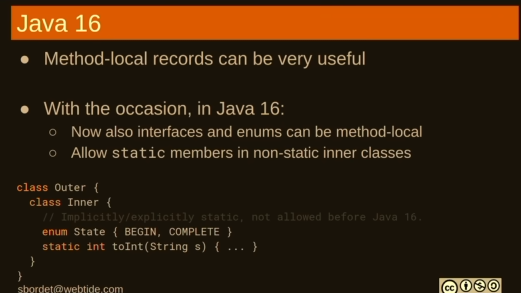 Java 16
● Method-local records can be very useful
● With the occasion, in Java 16:
○ Now also interfaces and enums can be method-local
○ Allow static members in non-static inner classes
class Outer {
  class Inner {
    // Implicitly/explicitly static, not allowed before Java 16.
    enum State { BEGIN, COMPLETE }
    static int toInt(String s) { ... }
  }
}
sbordet@webtide.com